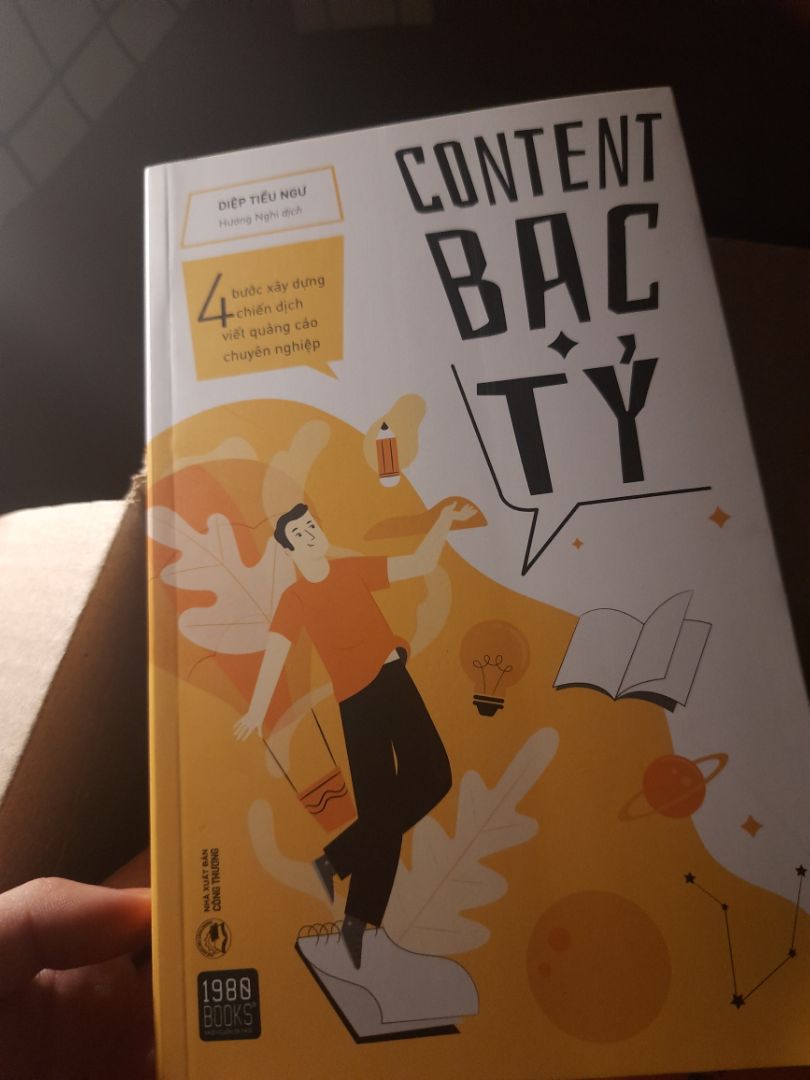 DIỆP TIỂU NGƯ
Hương Nghi dịch
4 bước xây dựng
chiến dịch
viết quảng cáo
chuyên nghiệp
CONTENT
BẠC
TỶ
NHÀ XUẤT BẢN
CÔNG THƯƠNG
1980
BOOKS®